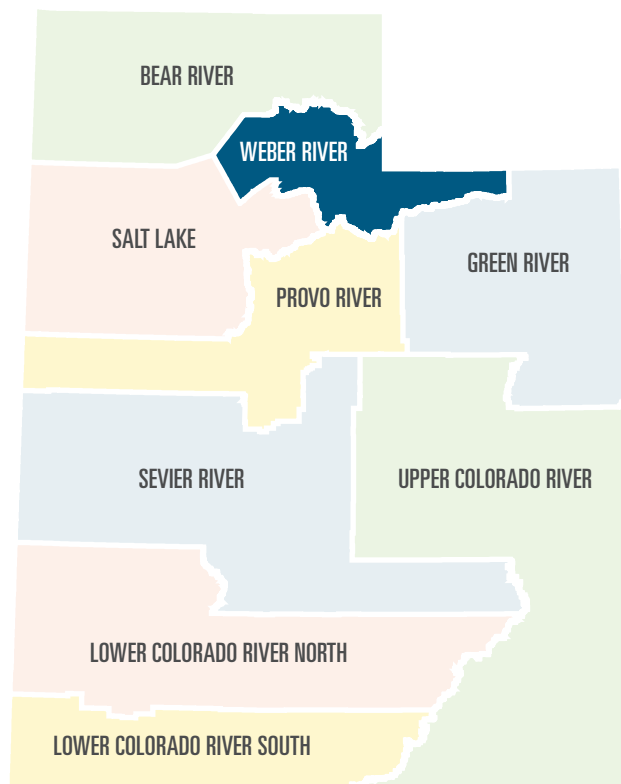 BEAR RIVER
WEBER RIVER
SALT LAKE
GREEN RIVER
PROVO RIVER
SEVIER RIVER
UPPER COLORADO RIVER
LOWER COLORADO RIVER NORTH
LOWER COLORADO RIVER SOUTH